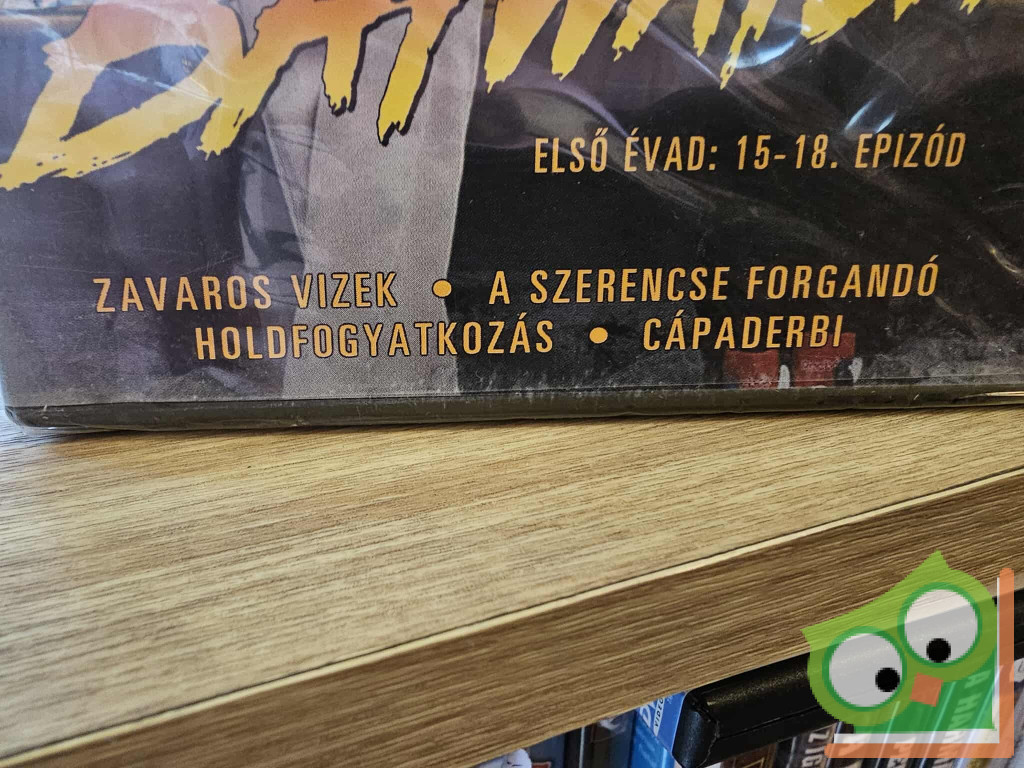 ELSŐ ÉVAD: 15-18. EPIZÓD
ZAVAROS VIZEK • A SZERENCSE FORGANDÓ
HOLDFOGYATKOZÁS • CÁPADERBI